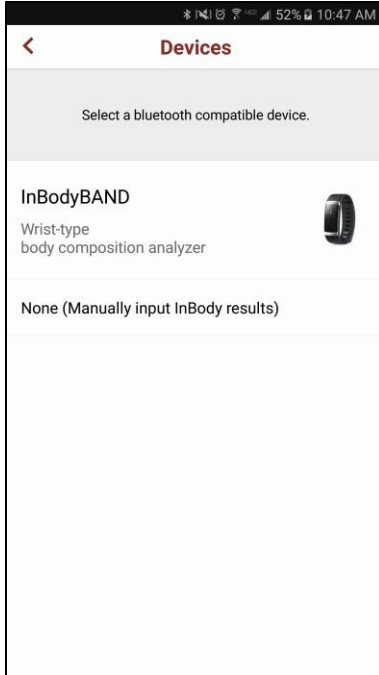 52% 10:47 AM
Devices
Select a bluetooth compatible device.
InBodyBAND
Wrist-type
body composition analyzer
None (Manually input InBody results)